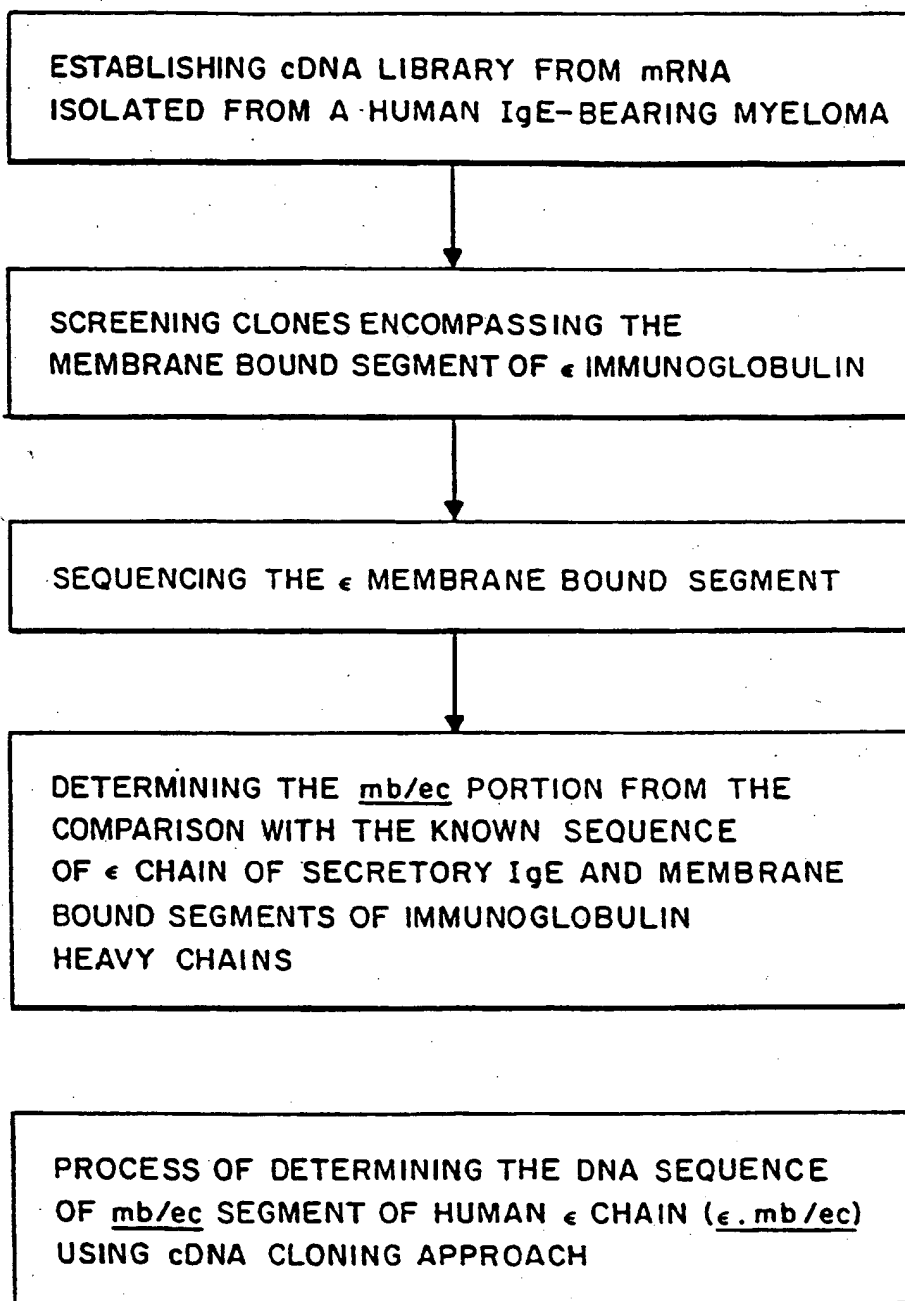 ESTABLISHING cDNA LIBRARY FROM mRNA
ISOLATED FROM A HUMAN IgE-BEARING MYELOMA
SCREENING CLONES ENCOMPASSING THE
MEMBRANE BOUND SEGMENT OF ε IMMUNOGLOBULIN
SEQUENCING THE ε MEMBRANE BOUND SEGMENT
DETERMINING THE mb/ec PORTION FROM THE
COMPARISON WITH THE KNOWN SEQUENCE
OF ε CHAIN OF SECRETORY IgE AND MEMBRANE
BOUND SEGMENTS OF IMMUNOGLOBULIN
HEAVY CHAINS
PROCESS OF DETERMINING THE DNA SEQUENCE
OF mb/ec SEGMENT OF HUMAN ε CHAIN (ε.mb/ec)
USING cDNA CLONING APPROACH